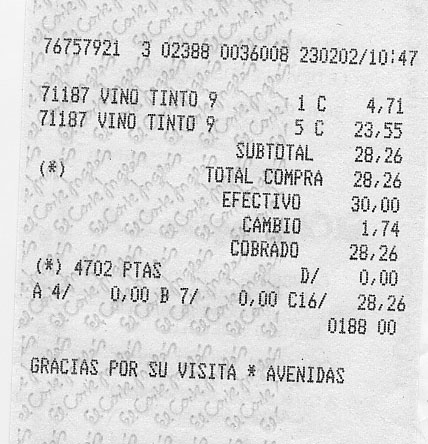 76757921 3 02388 0036008 230202/10:47
71187 VINO TINTO 9 1 C 4,71
71187 VINO TINTO 9 5 C 23,55
SUBTOTAL 28,26
(*) TOTAL COMPRA 28,26
EFECTIVO 30,00
CAMBIO 1,74
COBRADO 28,26
(*) 4702 PTAS D/ 0,00
A 4/ 0,00 B 7/ 0,00 C16/ 28,26
0188 00
GRACIAS POR SU VISITA * AVENIDAS